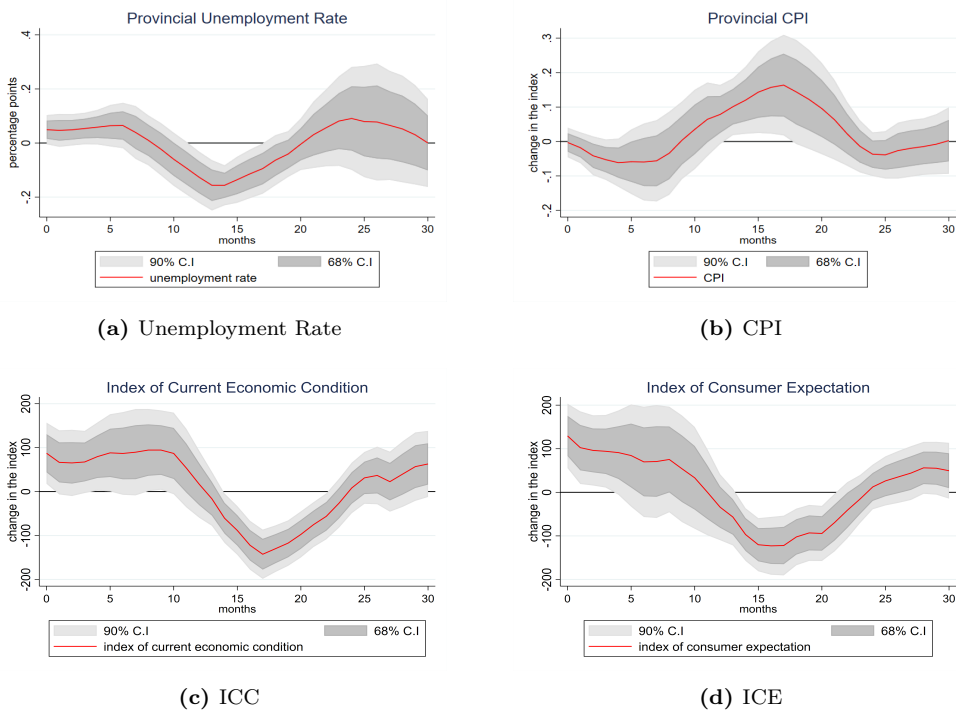 Provincial Unemployment Rate
percentage points
.4
.2
0
-.2
0 5 10 15 20 25 30
months
90% C.I 68% C.I
unemployment rate
(a) Unemployment Rate
Provincial CPI
change in the index
.3
.2
.1
0
-.1
-.2
0 5 10 15 20 25 30
months
90% C.I 68% C.I
CPI
(b) CPI
Index of Current Economic Condition
change in the index
200
100
0
-100
-200
0 5 10 15 20 25 30
months
90% C.I 68% C.I
index of current economic condition
(c) ICC
Index of Consumer Expectation
change in the index
200
100
0
-100
-200
0 5 10 15 20 25 30
months
90% C.I 68% C.I
index of consumer expectation
(d) ICE